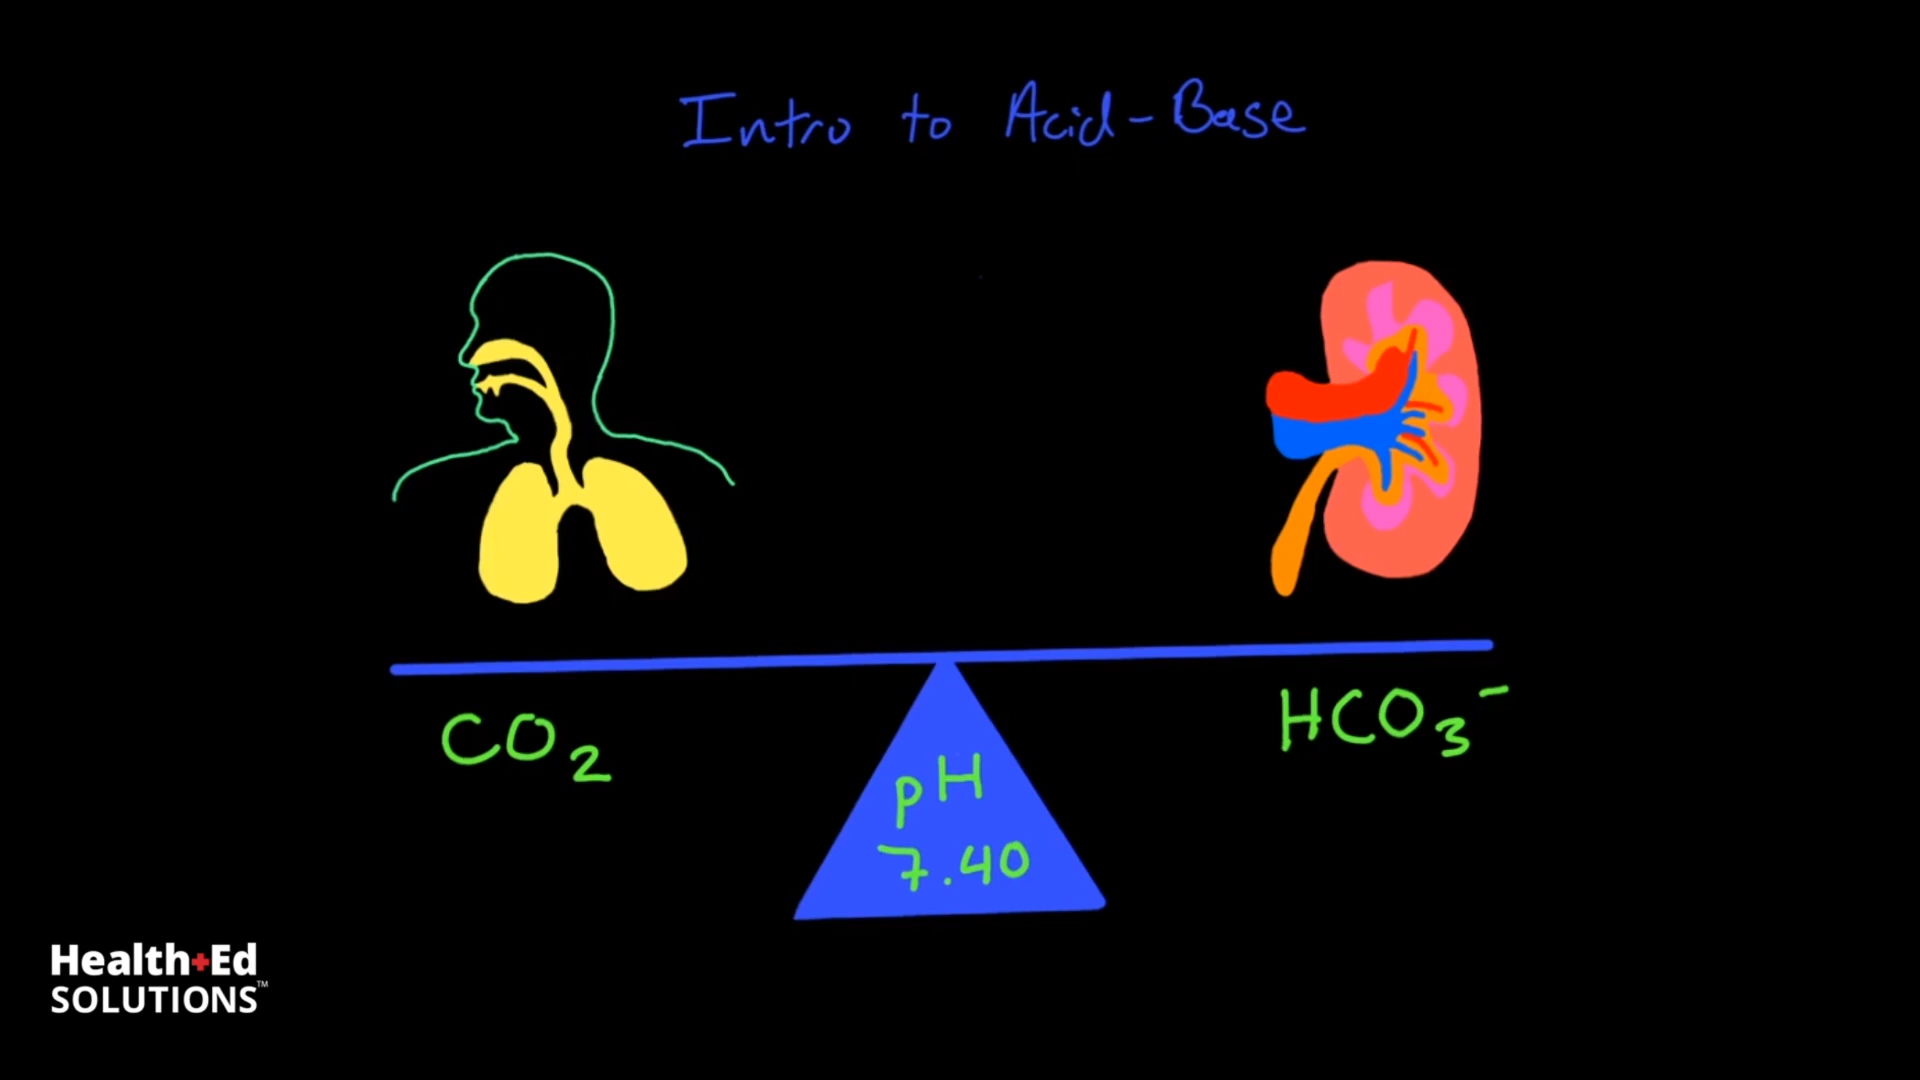 Intro to Acid-Base
CO₂
HCO₃⁻
pH
7.40
Health+Ed
SOLUTIONS™